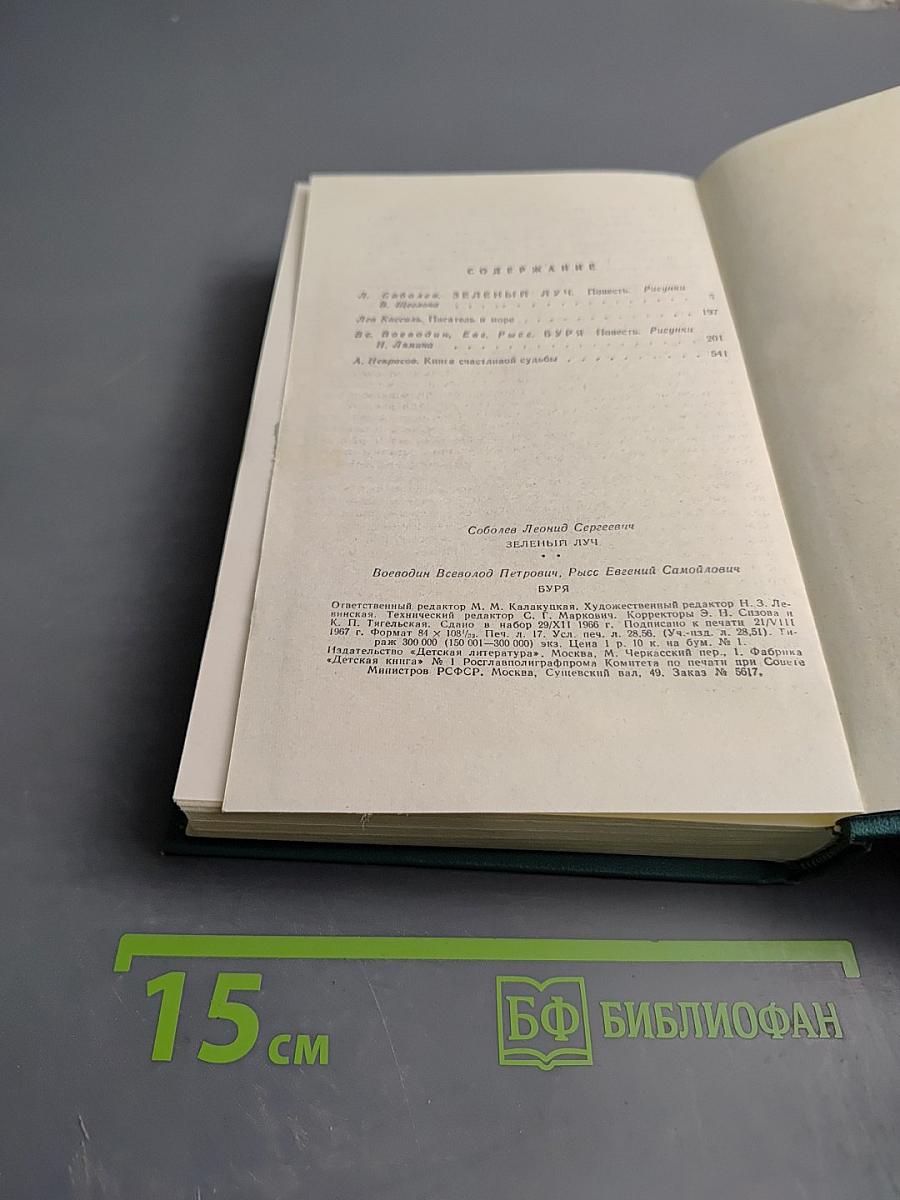 СОДЕРЖАНИЕ
Л. Соболев. ЗЕЛЕНЫЙ ЛУЧ. Повесть. Рисунки
В. Щеглова . . . . . . . . . . . . . . . . . 5
Лев Кассиль. Писатель и море . . . . . . . . . . 197
Вс. Воеводин, Евг. Рысс. БУРЯ. Повесть. Рисунки
Н. Лямина . . . . . . . . . . . . . . . . . 201
А. Некрасов. Книга счастливой судьбы . . . . . . . . 541
Соболев Леонид Сергеевич
ЗЕЛЕНЫЙ ЛУЧ
* *
Воеводин Всеволод Петрович, Рысс Евгений Самойлович
БУРЯ
Ответственный редактор М. М. Калакуцкая. Художественный редактор Н. З. Ле-
винская. Технический редактор С. Г. Маркович. Корректоры Э. Н. Сизова и
К. П. Тягельская. Сдано в набор 29/XII 1966 г. Подписано к печати 21/VIII
1967 г. Формат 84 × 108¹/₃₂. Печ. л. 17. Усл. печ. л. 28,56. (Уч.-изд. л. 28,51). Ти-
раж 300 000 (150 001—300 000) экз. Цена 1 р. 10 к. на бум. № 1.
Издательство «Детская литература». Москва, М. Черкасский пер., 1. Фабрика
«Детская книга» № 1 Росглавполиграфпрома Комитета по печати при Совете
Министров РСФСР. Москва, Сущевский вал, 49. Заказ № 5617.
15 см
БФ БИБЛИОФАН